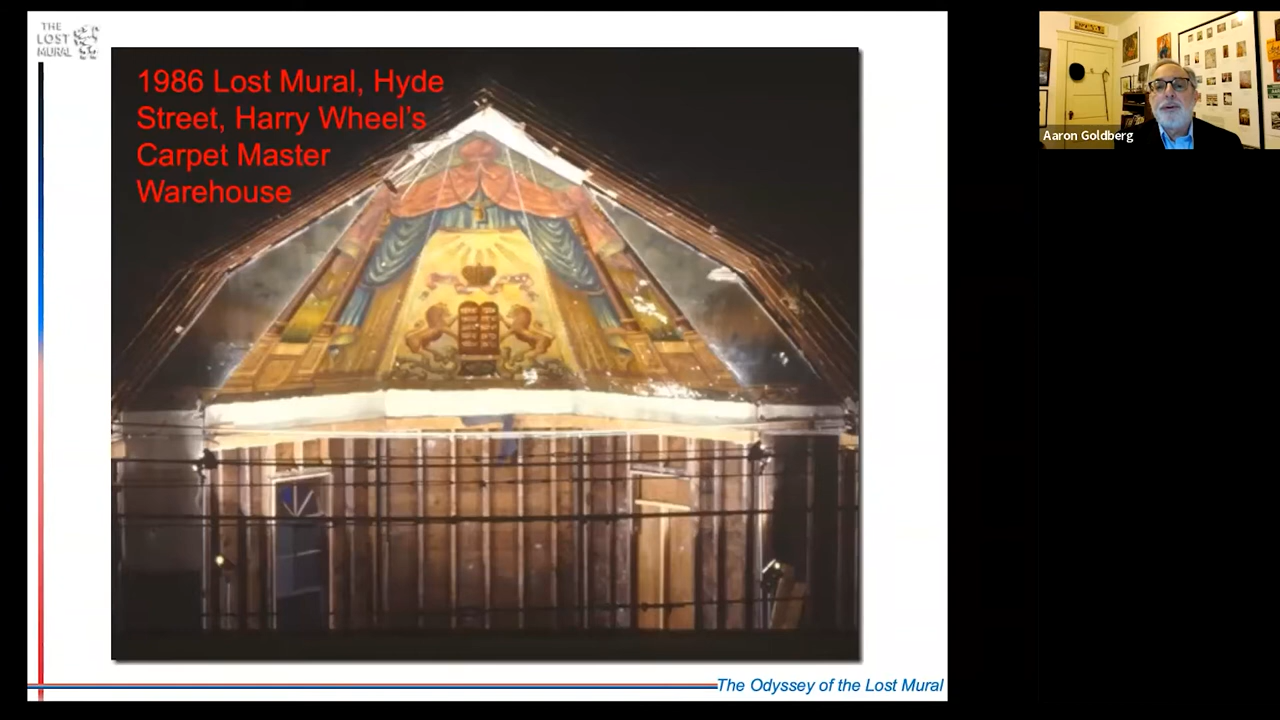 THE
LOST
MURAL
1986 Lost Mural, Hyde
Street, Harry Wheel's
Carpet Master
Warehouse
The Odyssey of the Lost Mural
Aaron Goldberg